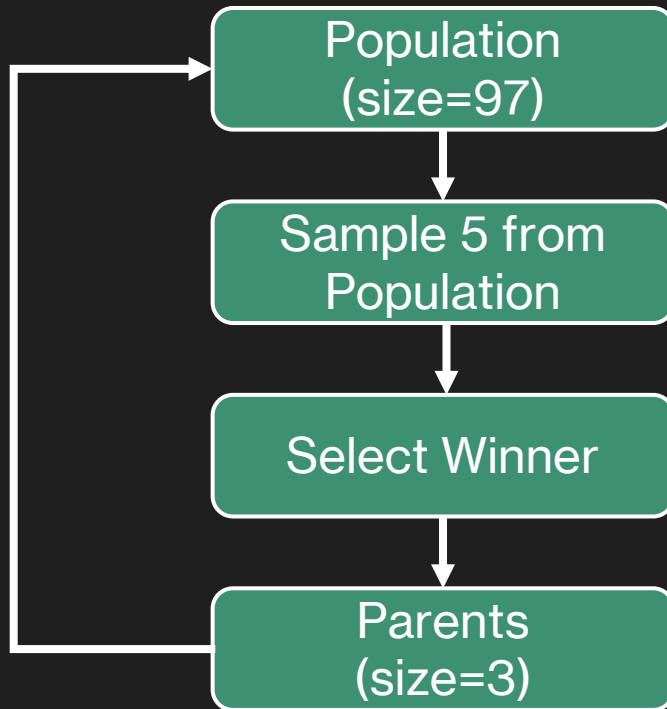 Population
(size=97)
Sample 5 from
Population
Select Winner
Parents
(size=3)